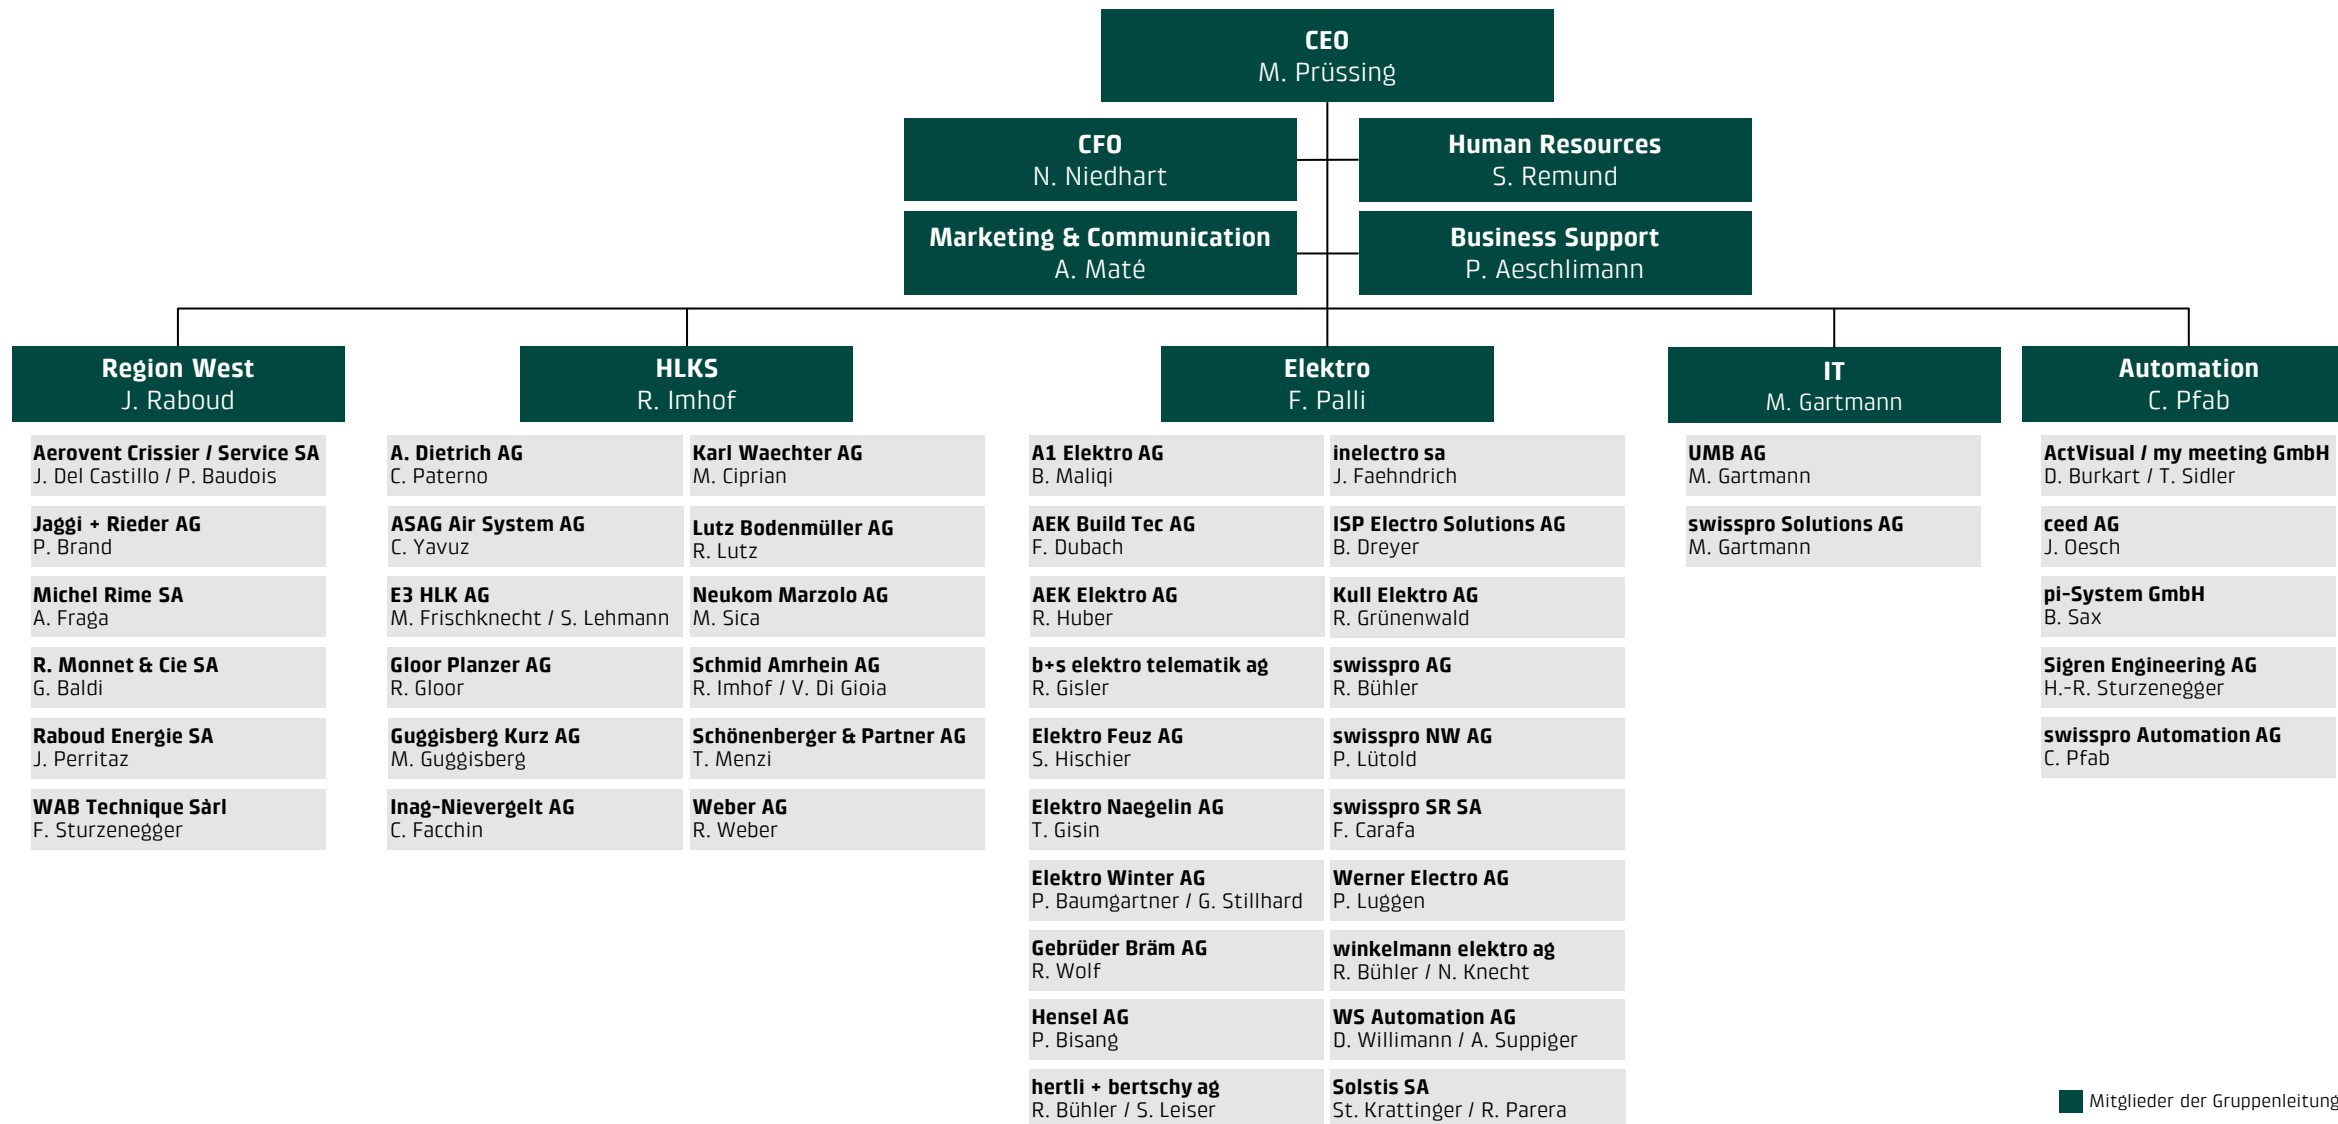 CEO
M. Prüssing
CFO
N. Niedhart
Human Resources
S. Remund
Marketing & Communication
A. Maté
Business Support
P. Aeschlimann
Region West
J. Raboud
HLKS
R. Imhof
Elektro
F. Palli
IT
M. Gartmann
Automation
C. Pfab
Aerovent Crissier / Service SA
J. Del Castillo / P. Baudois
Jaggi + Rieder AG
P. Brand
Michel Rime SA
A. Fraga
R. Monnet & Cie SA
G. Baldi
Raboud Energie SA
J. Perritaz
WAB Technique Sàrl
F. Sturzenegger
A. Dietrich AG
C. Paterno
ASAG Air System AG
C. Yavuz
E3 HLK AG
M. Frischknecht / S. Lehmann
Gloor Planzer AG
R. Gloor
Guggisberg Kurz AG
M. Guggisberg
Inag-Nievergelt AG
C. Facchin
Karl Waechter AG
M. Ciprian
Lutz Bodenmüller AG
R. Lutz
Neukom Marzolo AG
M. Sica
Schmid Amrhein AG
R. Imhof / V. Di Gioia
Schönenberger & Partner AG
T. Menzi
Weber AG
R. Weber
A1 Elektro AG
B. Maliqi
AEK Build Tec AG
F. Dubach
AEK Elektro AG
R. Huber
b+s elektro telematik ag
R. Gisler
Elektro Feuz AG
S. Hischier
Elektro Naegelin AG
T. Gisin
Elektro Winter AG
P. Baumgartner / G. Stillhard
Gebrüder Bräm AG
R. Wolf
Hensel AG
P. Bisang
hertli + bertschy ag
R. Bühler / S. Leiser
inelectro sa
J. Faehndrich
ISP Electro Solutions AG
B. Dreyer
Kull Elektro AG
R. Grünenwald
swisspro AG
R. Bühler
swisspro NW AG
P. Lütold
swisspro SR SA
F. Carafa
Werner Electro AG
P. Luggen
winkelmann elektro ag
R. Bühler / N. Knecht
WS Automation AG
D. Willimann / A. Suppiger
Solstis SA
St. Krattinger / R. Parera
UMB AG
M. Gartmann
swisspro Solutions AG
M. Gartmann
ActVisual / my meeting GmbH
D. Burkart / T. Sidler
ceed AG
J. Oesch
pi-System GmbH
B. Sax
Sigren Engineering AG
H.-R. Sturzenegger
swisspro Automation AG
C. Pfab
Mitglieder der Gruppenleitung